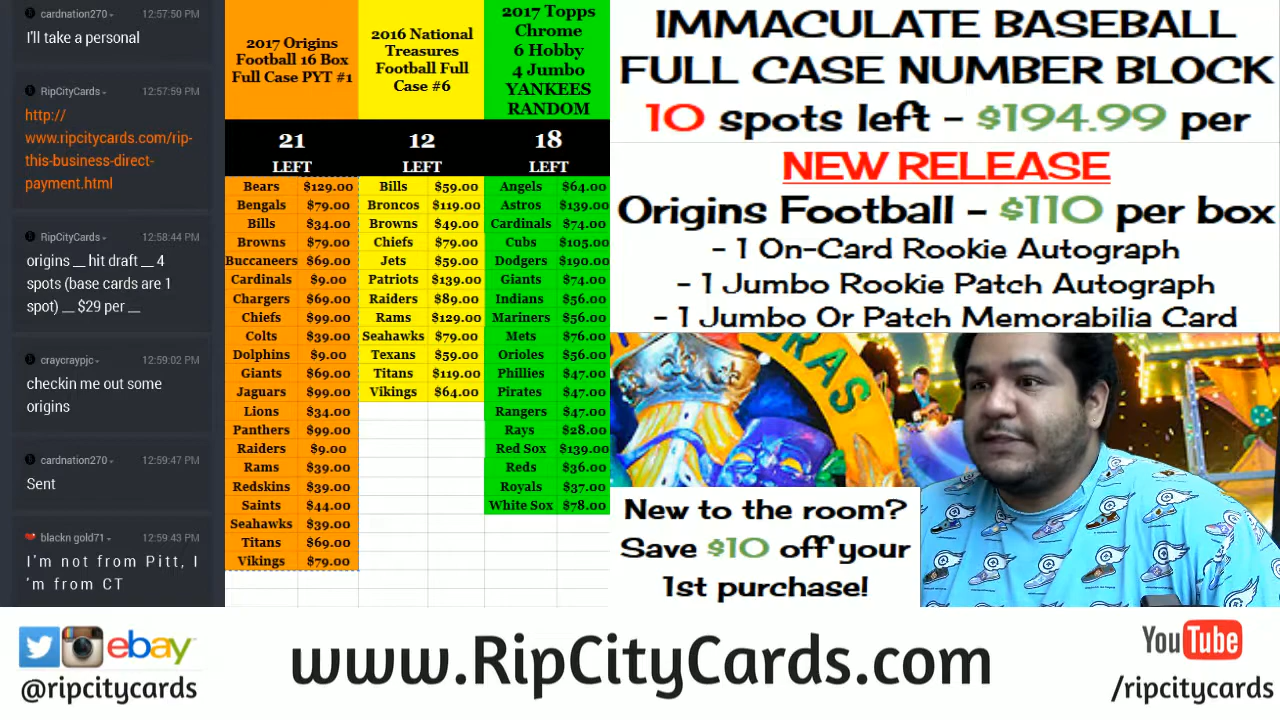 cardnation270 12:57:50 PM
I'll take a personal
RipCityCards 12:57:59 PM
http://
www.ripcitycards.com/rip-
this-business-direct-
payment.html
RipCityCards 12:58:44 PM
origins __ hit draft __ 4
spots (base cards are 1
spot) __ $29 per __
craycraypjc 12:59:02 PM
checkin me out some
origins
cardnation270 12:59:47 PM
Sent
blackn gold71 12:59:43 PM
I'm not from Pitt, I
'm from CT
2017 Origins
Football 16 Box
Full Case PYT #1
21
LEFT
Bears $129.00
Bengals $79.00
Bills $34.00
Browns $79.00
Buccaneers $69.00
Cardinals $9.00
Chargers $69.00
Chiefs $99.00
Colts $39.00
Dolphins $9.00
Giants $69.00
Jaguars $99.00
Lions $34.00
Panthers $99.00
Raiders $9.00
Rams $39.00
Redskins $39.00
Saints $44.00
Seahawks $39.00
Titans $69.00
Vikings $79.00
2016 National
Treasures
Football Full
Case #6
12
LEFT
Bills $59.00
Broncos $119.00
Browns $49.00
Chiefs $79.00
Jets $59.00
Patriots $139.00
Raiders $89.00
Rams $129.00
Seahawks $79.00
Texans $59.00
Titans $119.00
Vikings $64.00
2017 Topps
Chrome
6 Hobby
4 Jumbo
YANKEES
RANDOM
18
LEFT
Angels $64.00
Astros $139.00
Cardinals $74.00
Cubs $105.00
Dodgers $190.00
Giants $74.00
Indians $56.00
Mariners $56.00
Mets $76.00
Orioles $56.00
Phillies $47.00
Pirates $47.00
Rangers $47.00
Rays $28.00
Red Sox $139.00
Reds $36.00
Royals $37.00
White Sox $78.00
IMMACULATE BASEBALL
FULL CASE NUMBER BLOCK
10 spots left - $194.99 per
NEW RELEASE
Origins Football - $110 per box
- 1 On-Card Rookie Autograph
- 1 Jumbo Rookie Patch Autograph
- 1 Jumbo Or Patch Memorabilia Card
GRAS
New to the room?
Save $10 off your
1st purchase!
ebay
@ripcitycards
www.RipCityCards.com
YouTube
/ripcitycards